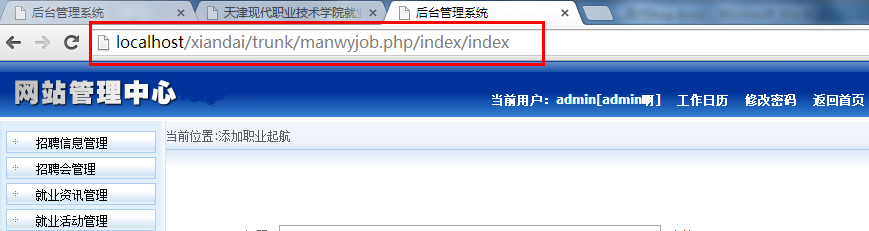 后台管理系统 天津现代职业技术学院就业 后台管理系统
localhost/xiandai/trunk/manwyjob.php/index/index
网站管理中心
当前用户：admin[admin啊] 工作日历 修改密码 返回首页
招聘信息管理 当前位置:添加职业起航
招聘会管理
就业资讯管理
就业活动管理